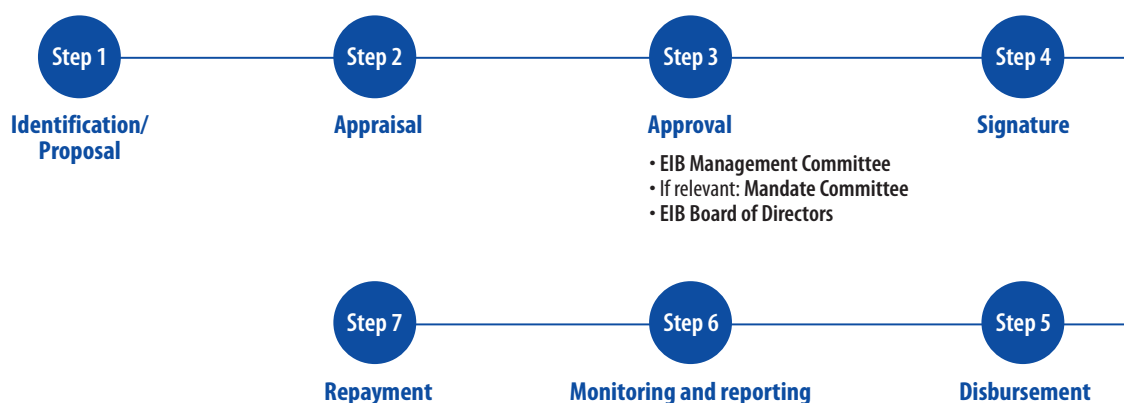 Step 1
Step 2
Step 3
Step 4
Identification/
Proposal
Appraisal
Approval
Signature
• EIB Management Committee
• If relevant: Mandate Committee
• EIB Board of Directors
Step 7
Step 6
Step 5
Repayment
Monitoring and reporting
Disbursement